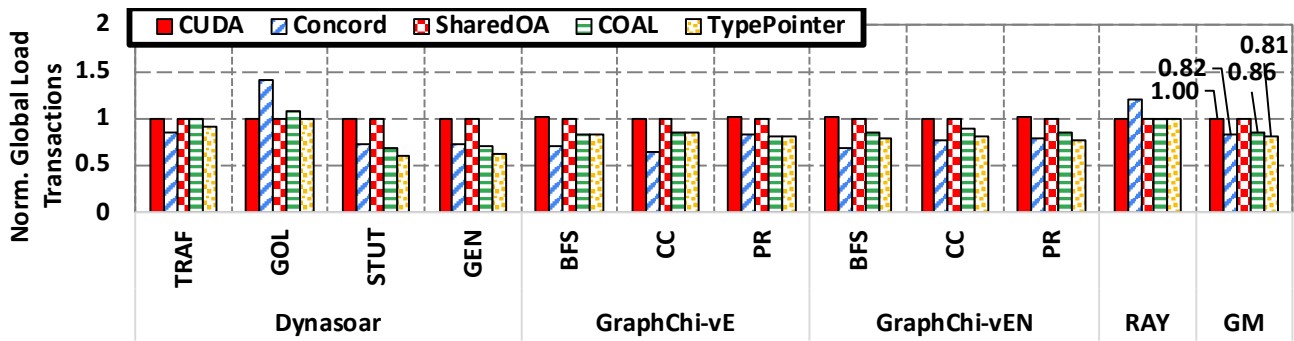 Norm. Global Load
Transactions
2
1.5
1
0.5
0
CUDA Concord SharedOA COAL TypePointer
0.81
0.82 0.86
1.00
TRAF GOL STUT GEN BFS CC PR BFS CC PR
Dynasoar GraphChi-vE GraphChi-vEN RAY GM